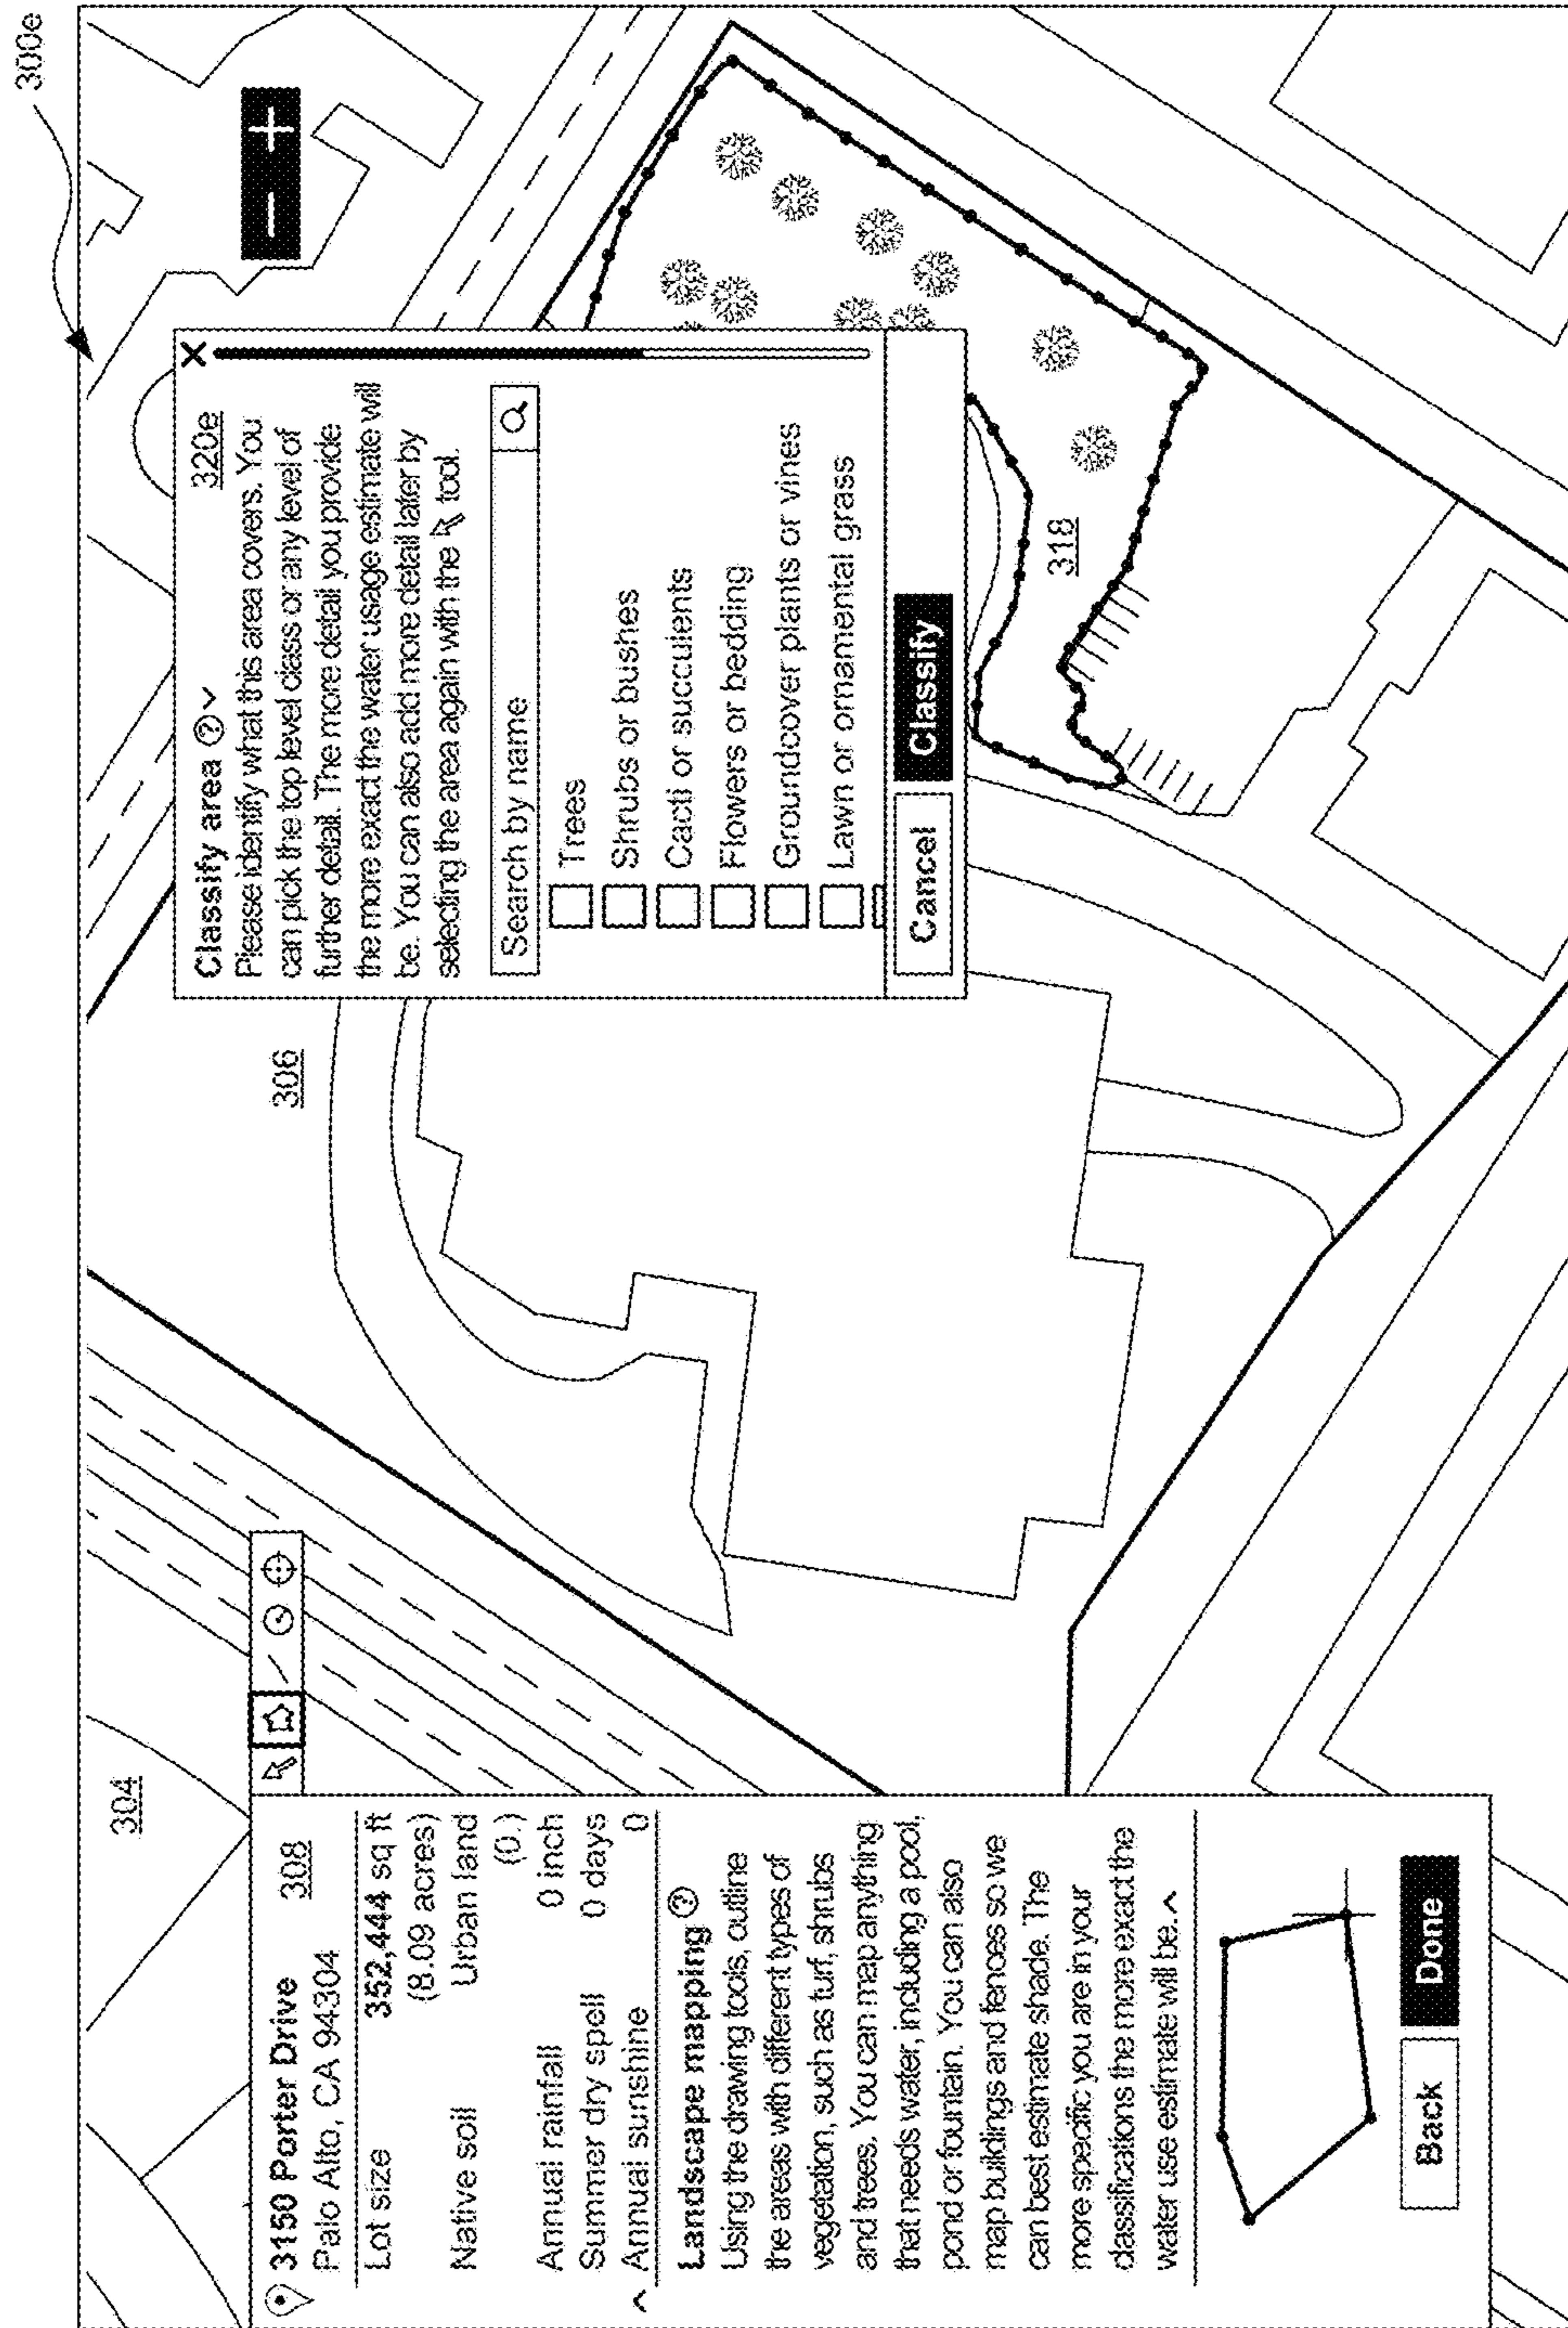 300e
304
3150 Porter Drive 308
Palo Alto, CA 94304
Lot size 352,444 sq ft
(8.09 acres)
Native soil Urban land
(0.)
Annual rainfall 0 inch
Summer dry spell 0 days
Annual sunshine 0
Landscape mapping ?
Using the drawing tools, outline
the areas with different types of
vegetation, such as turf, shrubs
and trees. You can map anything
that needs water, including a pool,
pond or fountain. You can also
map buildings and fences so we
can best estimate shade. The
more specific you are in your
classifications the more exact the
water use estimate will be.
Back Done
306
Classify area ? 320e X
Please identify what this area covers. You
can pick the top level class or any level of
further detail. The more detail you provide
the more exact the water usage estimate will
be. You can also add more detail later by
selecting the area again with the tool.
Search by name
Trees
Shrubs or bushes
Cacti or succulents
Flowers or bedding
Groundcover plants or vines
Lawn or ornamental grass
Cancel Classify
− +
318